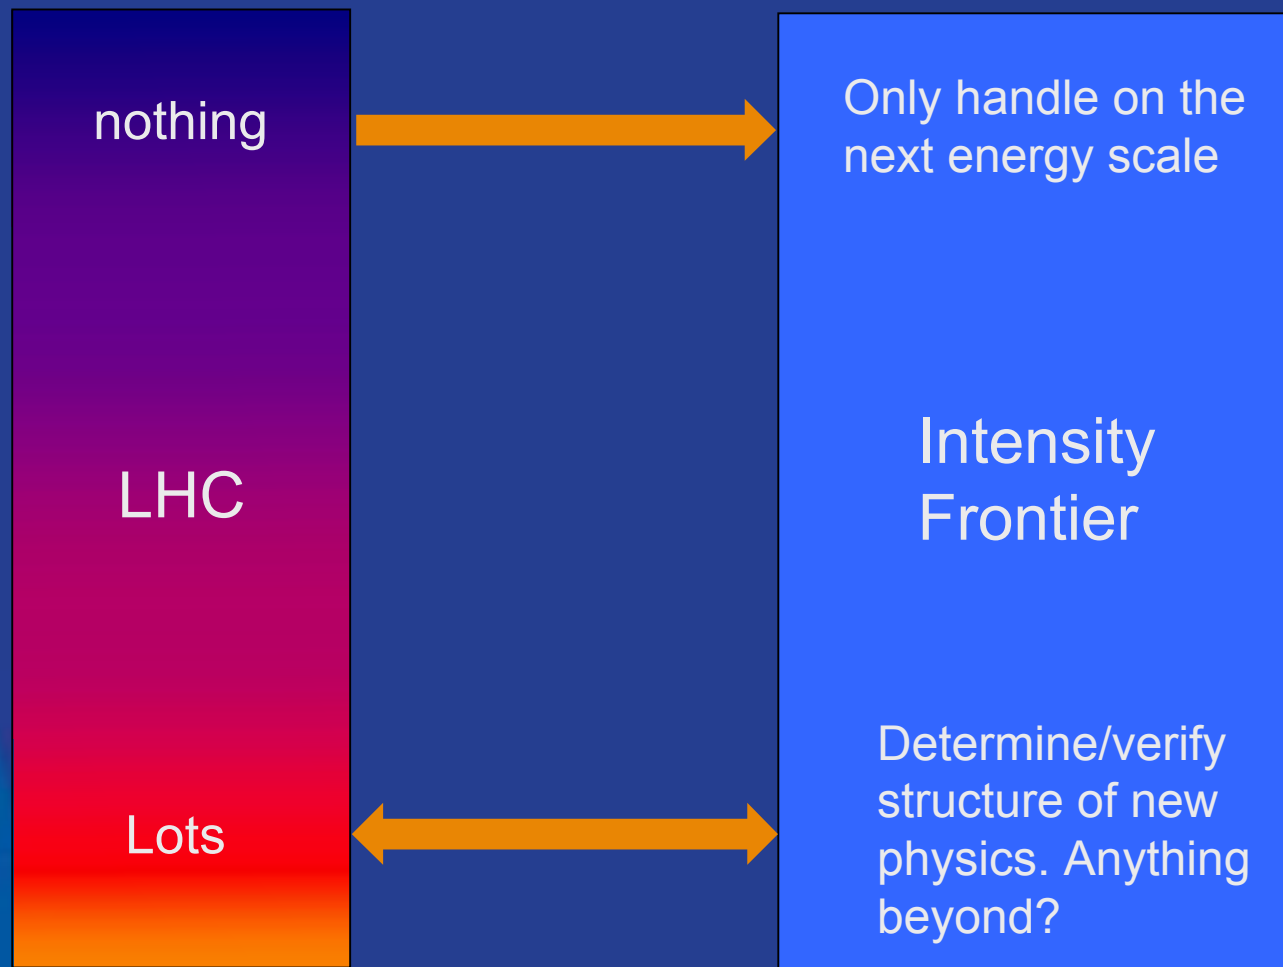 nothing
Only handle on the
next energy scale
LHC
Intensity
Frontier
Lots
Determine/verify
structure of new
physics. Anything
beyond?